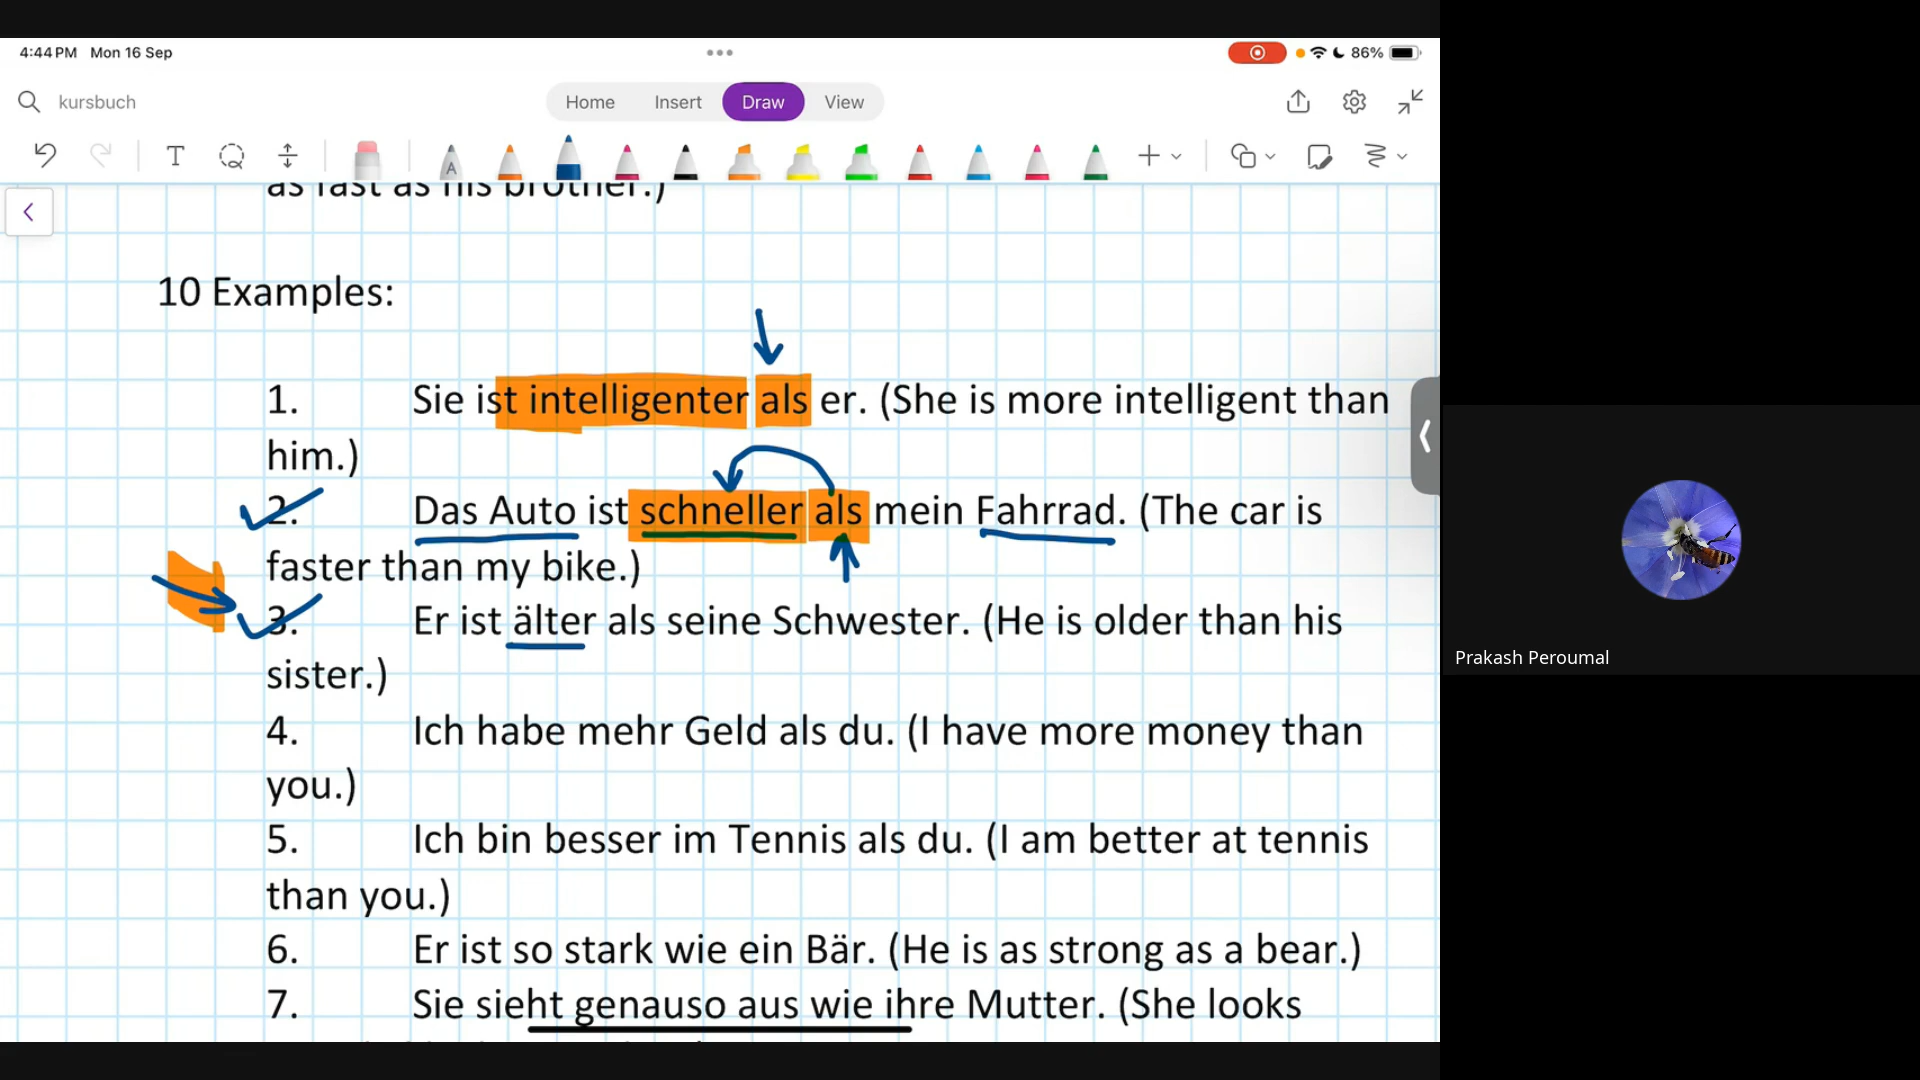 4:44 PM Mon 16 Sep
86%
kursbuch
Home Insert Draw View
T
A
as fast as his brother.)
10 Examples:
1. Sie ist intelligenter als er. (She is more intelligent than
him.)
2. Das Auto ist schneller als mein Fahrrad. (The car is
faster than my bike.)
3. Er ist älter als seine Schwester. (He is older than his
sister.)
4. Ich habe mehr Geld als du. (I have more money than
you.)
5. Ich bin besser im Tennis als du. (I am better at tennis
than you.)
6. Er ist so stark wie ein Bär. (He is as strong as a bear.)
7. Sie sieht genauso aus wie ihre Mutter. (She looks
Prakash Peroumal